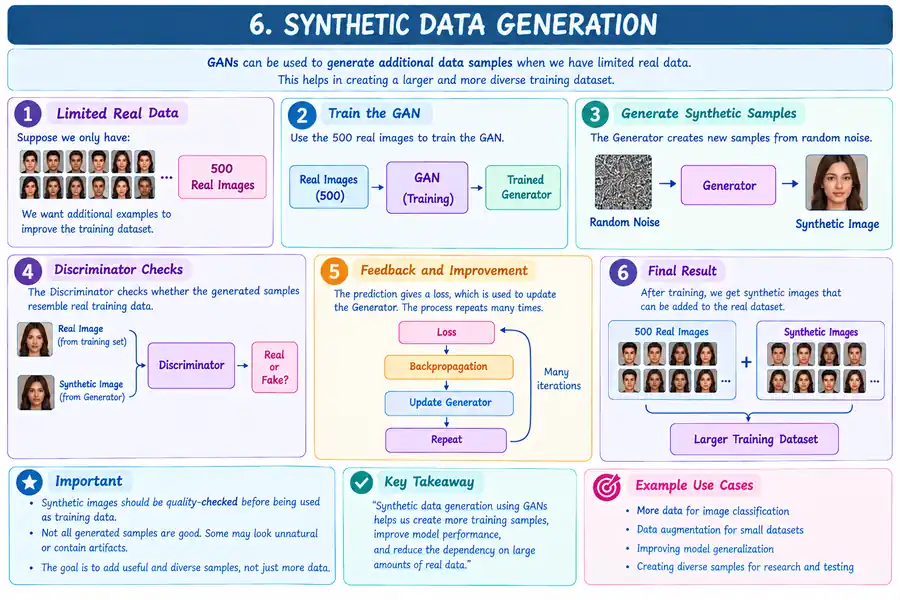 6. SYNTHETIC DATA GENERATION
GANs can be used to generate additional data samples when we have limited real data.
This helps in creating a larger and more diverse training dataset.
1
Limited Real Data
Suppose we only have:
...
500
Real Images
We want additional examples to
improve the training dataset.
2
Train the GAN
Use the 500 real images to train the GAN.
Real Images
(500)
GAN
(Training)
Trained
Generator
3
Generate Synthetic Samples
The Generator creates new samples from random noise.
Random Noise
Generator
Synthetic Image
4
Discriminator Checks
The Discriminator checks whether the generated samples
resemble real training data.
Real Image
(from training set)
Synthetic Image
(from Generator)
Discriminator
Real
or
Fake?
5
Feedback and Improvement
The prediction gives a loss, which is used to update
the Generator. The process repeats many times.
Loss
Backpropagation
Update Generator
Repeat
Many
iterations
6
Final Result
After training, we get synthetic images that
can be added to the real dataset.
500 Real Images
...
+
Synthetic Images
...
Larger Training Dataset
Important
• Synthetic images should be quality-checked before being used
as training data.
• Not all generated samples are good. Some may look unnatural
or contain artifacts.
• The goal is to add useful and diverse samples, not just more data.
Key Takeaway
"Synthetic data generation using GANs
helps us create more training samples,
improve model performance,
and reduce the dependency on large
amounts of real data."
Example Use Cases
• More data for image classification
• Data augmentation for small datasets
• Improving model generalization
• Creating diverse samples for research and testing